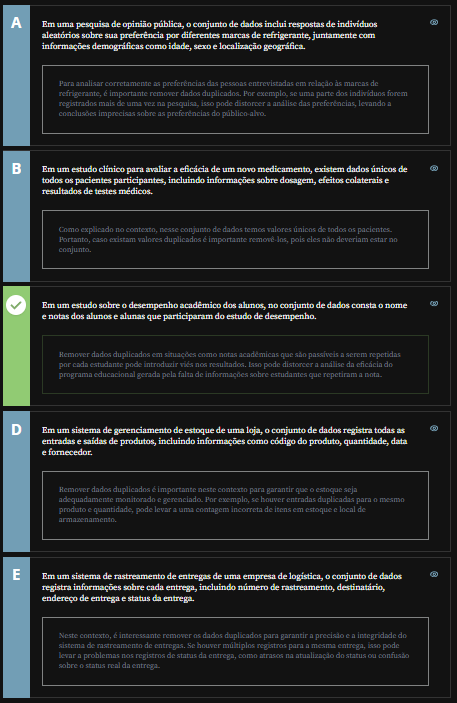 A
Em uma pesquisa de opinião pública, o conjunto de dados inclui respostas de indivíduos
aleatórios sobre sua preferência por diferentes marcas de refrigerante, juntamente com
informações demográficas como idade, sexo e localização geográfica.
Para analisar corretamente as preferências das pessoas entrevistadas em relação às marcas de
refrigerante, é importante remover dados duplicados. Por exemplo, se uma parte dos indivíduos forem
registrados mais de uma vez na pesquisa, isso pode distorcer a análise das preferências, levando a
conclusões imprecisas sobre as preferências do público-alvo.
B
Em um estudo clínico para avaliar a eficácia de um novo medicamento, existem dados únicos de
todos os pacientes participantes, incluindo informações sobre dosagem, efeitos colaterais e
resultados de testes médicos.
Como explicado no contexto, nesse conjunto de dados temos valores únicos de todos os pacientes.
Portanto, caso existam valores duplicados é importante removê-los, pois eles não deveriam estar no
conjunto.
Em um estudo sobre o desempenho acadêmico dos alunos, no conjunto de dados consta o nome
e notas dos alunos e alunas que participaram do estudo de desempenho.
Remover dados duplicados em situações como notas acadêmicas que são passíveis a serem repetidas
por cada estudante pode introduzir viés nos resultados. Isso pode distorcer a análise da eficácia do
programa educacional gerada pela falta de informações sobre estudantes que repetiram a nota.
D
Em um sistema de gerenciamento de estoque de uma loja, o conjunto de dados registra todas as
entradas e saídas de produtos, incluindo informações como código do produto, quantidade, data
e fornecedor.
Remover dados duplicados é importante neste contexto para garantir que o estoque seja
adequadamente monitorado e gerenciado. Por exemplo, se houver entradas duplicadas para o mesmo
produto e quantidade, pode levar a uma contagem incorreta de itens em estoque e local de
armazenamento.
E
Em um sistema de rastreamento de entregas de uma empresa de logística, o conjunto de dados
registra informações sobre cada entrega, incluindo número de rastreamento, destinatário,
endereço de entrega e status da entrega.
Neste contexto, é interessante remover os dados duplicados para garantir a precisão e a integridade do
sistema de rastreamento de entregas. Se houver múltiplos registros para a mesma entrega, isso pode
levar a problemas nos registros de status da entrega, como atrasos na atualização do status ou confusão
sobre o status real da entrega.